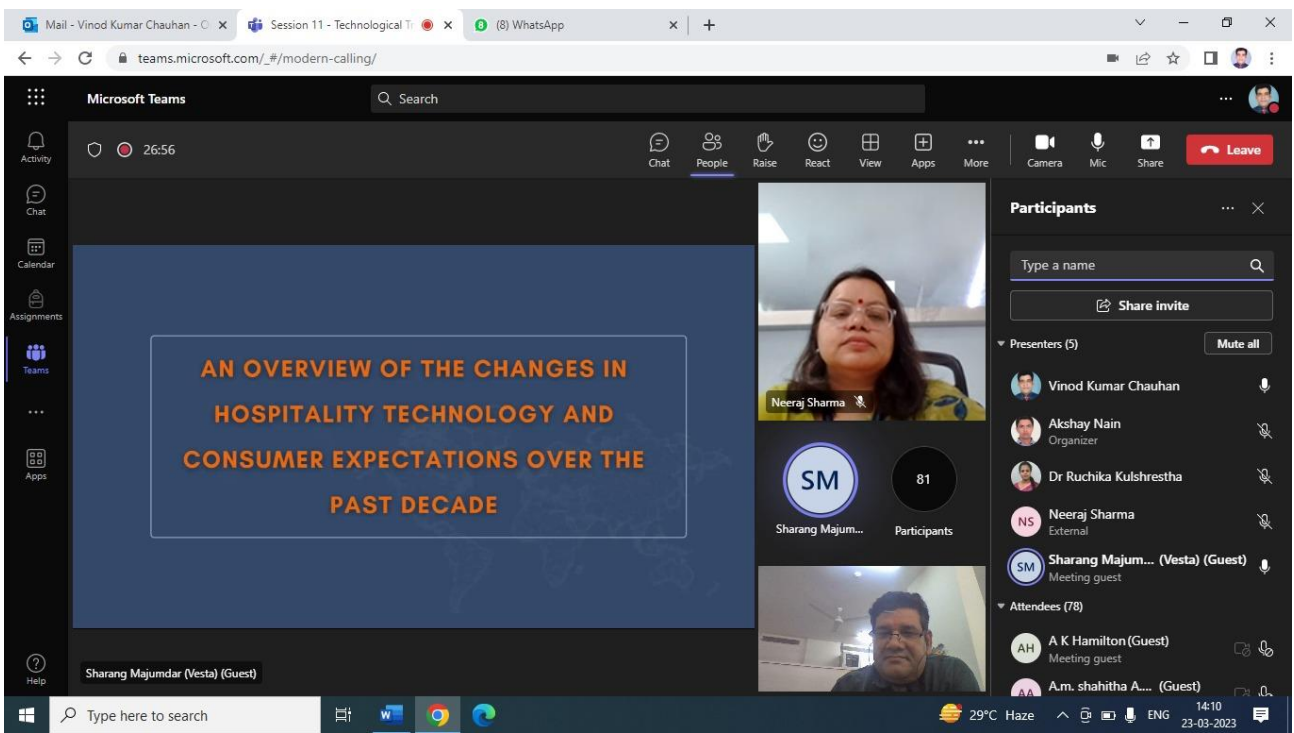 Mail - Vinod Kumar Chauhan - O
Session 11 - Technological Tr
(8) WhatsApp
teams.microsoft.com/_#/modern-calling/
Microsoft Teams
Search
26:56
Chat
People
Raise
React
View
Apps
More
Camera
Mic
Share
Leave
Activity
Chat
Calendar
Assignments
Teams
Apps
Help
AN OVERVIEW OF THE CHANGES IN
HOSPITALITY TECHNOLOGY AND
CONSUMER EXPECTATIONS OVER THE
PAST DECADE
Sharang Majumdar (Vesta) (Guest)
Neeraj Sharma
SM
Sharang Majum...
81
Participants
Participants
Type a name
Share invite
Presenters (5)
Mute all
Vinod Kumar Chauhan
Akshay Nain
Organizer
Dr Ruchika Kulshrestha
NS
Neeraj Sharma
External
SM
Sharang Majum... (Vesta) (Guest)
Meeting guest
Attendees (78)
AH
A K Hamilton (Guest)
Meeting guest
AA
A.m. shahitha A.... (Guest)
Type here to search
29°C Haze
ENG
14:10
23-03-2023